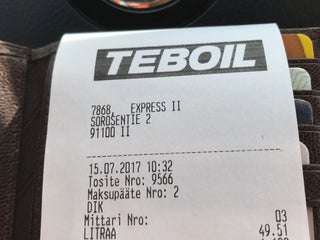 TEBOIL
7868, EXPRESS II
SOROSENTIE 2
91100 II
15.07.2017 10:32
Tosite Nro: 9566
Maksupääte Nro: 2
DIK
Mittari Nro: 03
LITRAA 49.51